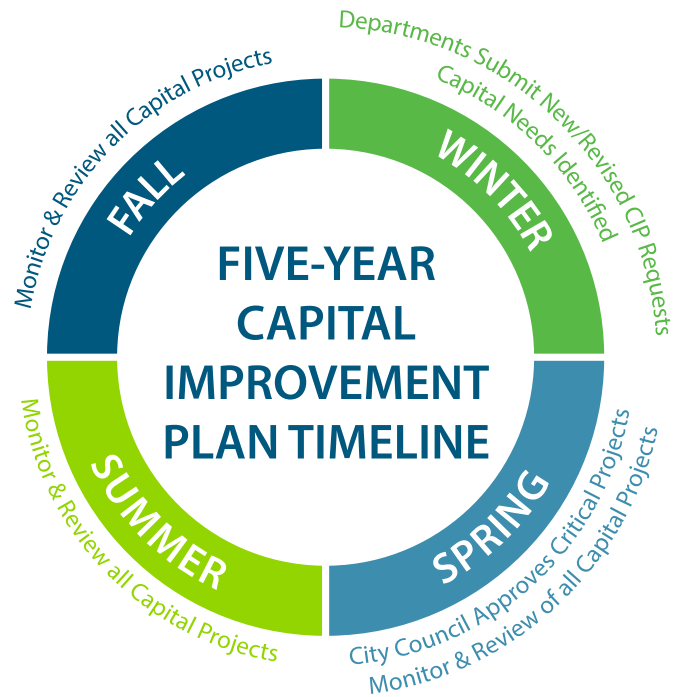 FIVE-YEAR
CAPITAL
IMPROVEMENT
PLAN TIMELINE
WINTER
Departments Submit New/Revised CIP Requests
Capital Needs Identified
SPRING
City Council Approves Critical Projects
Monitor & Review of all Capital Projects
SUMMER
Monitor & Review all Capital Projects
FALL
Monitor & Review all Capital Projects